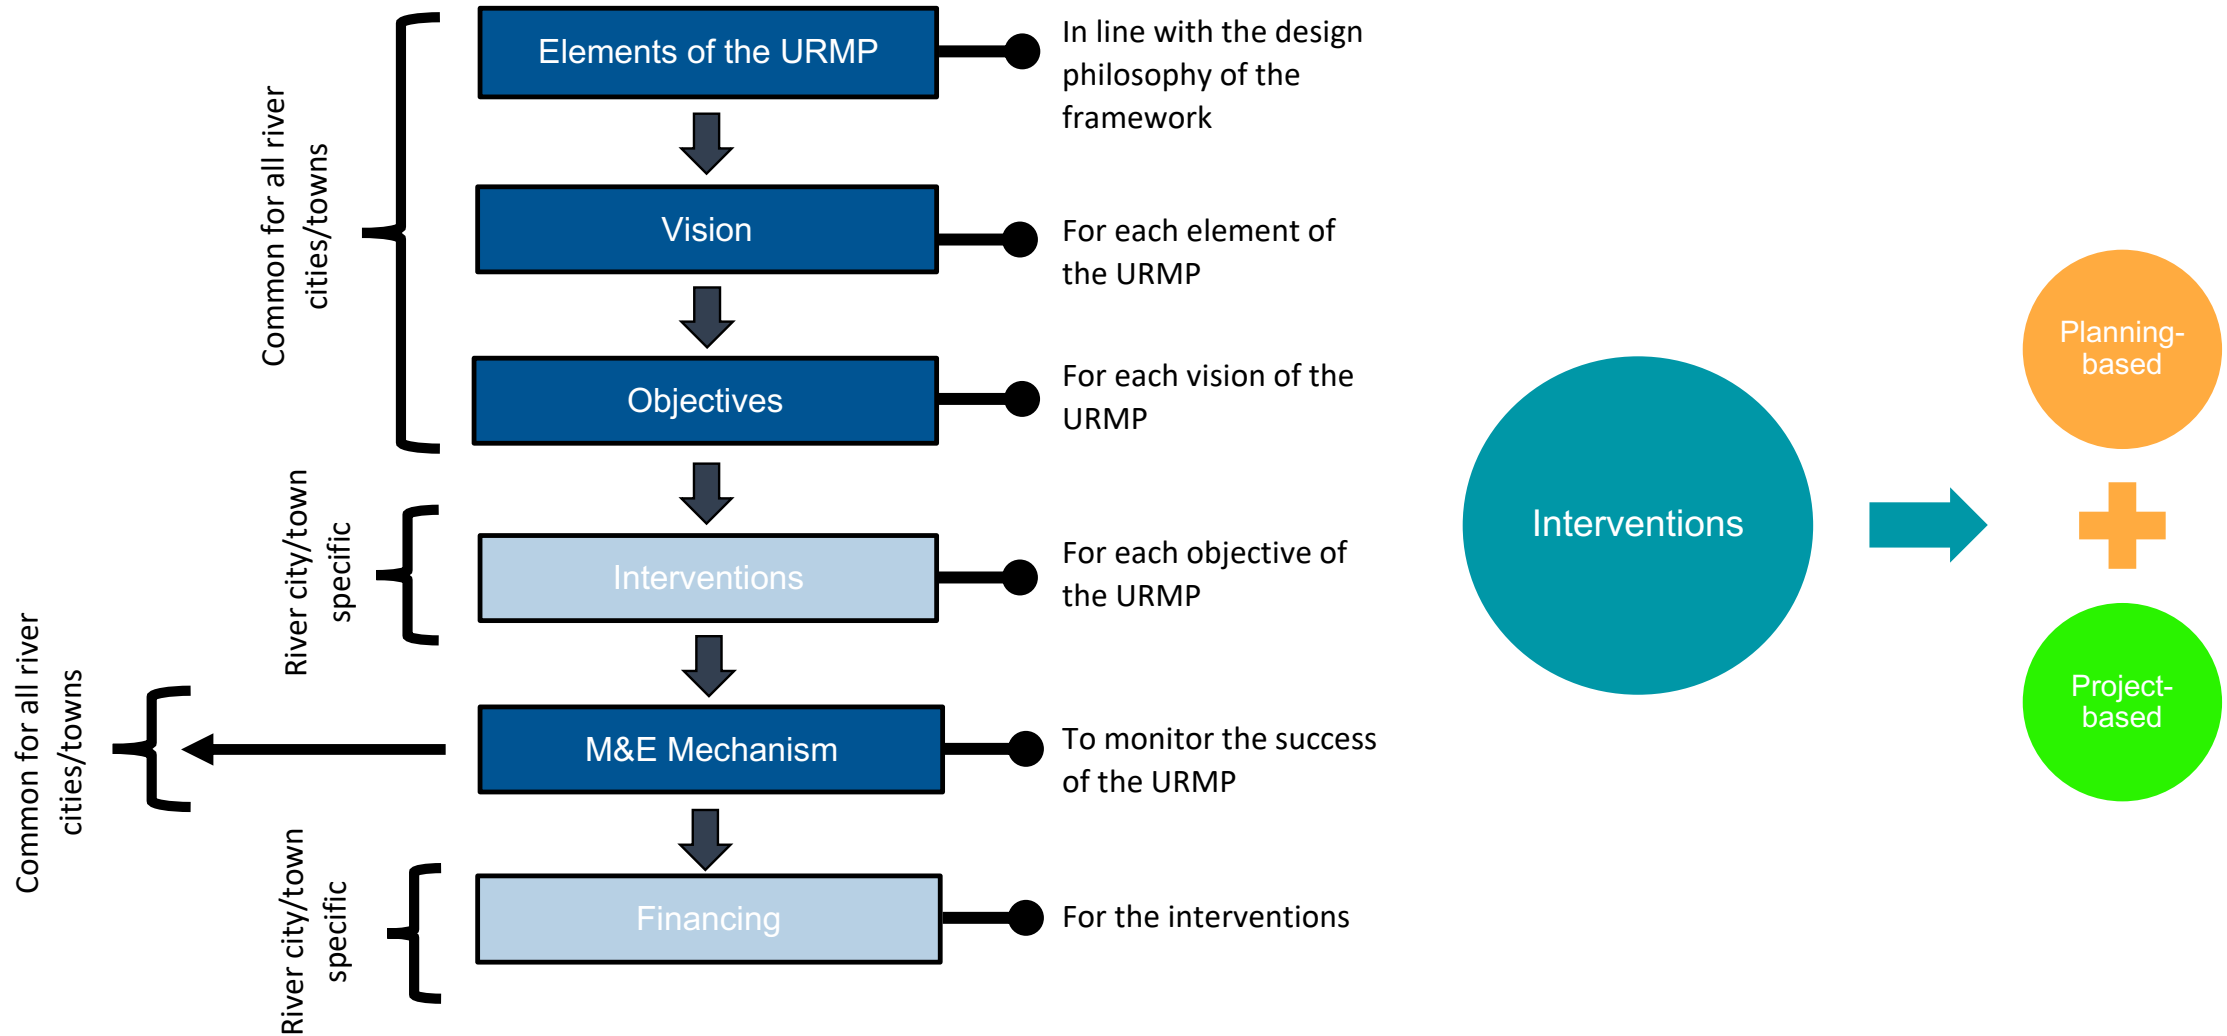 Elements of the URMP
In line with the design
philosophy of the
framework
Common for all river
cities/towns
Vision
For each element of
the URMP
Objectives
For each vision of the
URMP
River city/town
specific
Interventions
For each objective of
the URMP
Common for all river
cities/towns
M&E Mechanism
To monitor the success
of the URMP
River city/town
specific
Financing
For the interventions
Interventions
Planning-
based
Project-
based